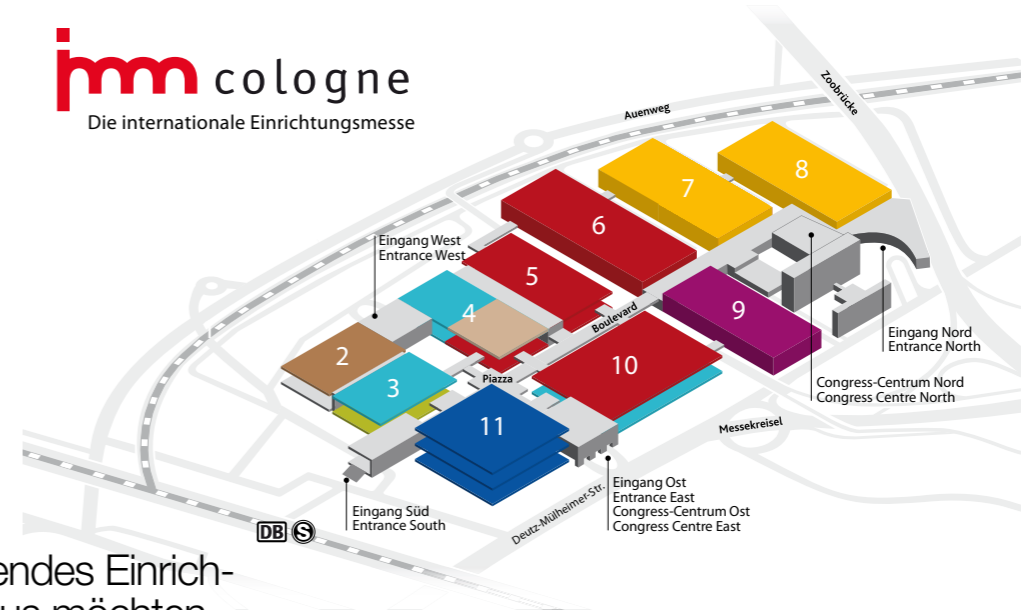 imm cologne
Die internationale Einrichtungsmesse
Zoobrücke
Auenweg
8
7
6
Eingang West
Entrance West
5
Boulevard
4
9
Eingang Nord
Entrance North
2
10
Piazza
3
Congress-Centrum Nord
Congress Centre North
11
Messekreisel
Eingang Ost
Entrance East
Congress-Centrum Ost
Congress Centre East
Eingang Süd
Entrance South
Deutz-Mülheimer-Str.
DB S
endes Einrich-